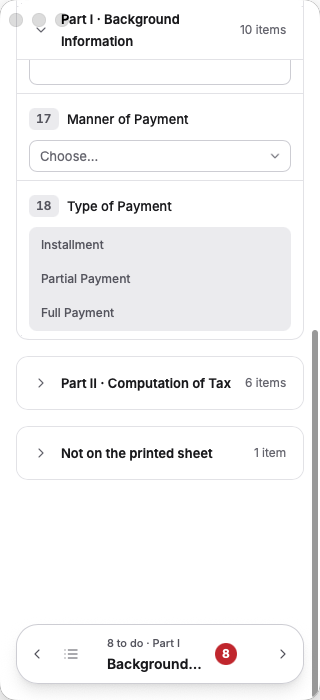 Part I · Background
Information
10 items
17 Manner of Payment
Choose...
18 Type of Payment
Installment
Partial Payment
Full Payment
Part II · Computation of Tax 6 items
Not on the printed sheet 1 item
8 to do · Part I
Background...
8